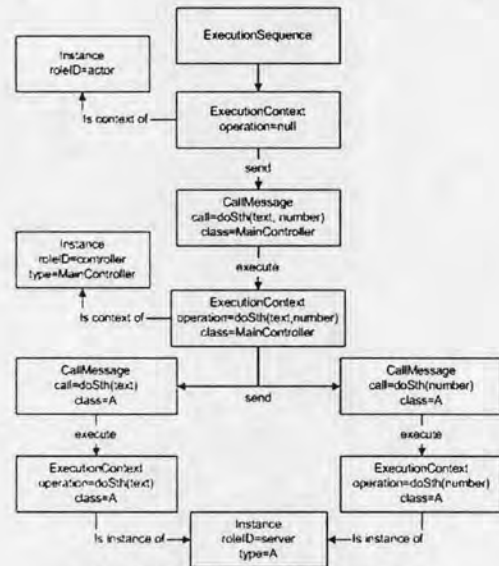 ExecutionSequence
Instance
roleID=actor
Is context of
ExecutionContext
operation=null
send
CallMessage
call=doSth(text, number)
class=MainController
Instance
roleID=controller
type=MainController
execute
Is context of
ExecutionContext
operation=doSth(text,number)
class=MainController
CallMessage
call=doSth(text)
class=A
send
CallMessage
call=doSth(number)
class=A
execute
execute
ExecutionContext
operation=doSth(text)
class=A
ExecutionContext
operation=doSth(number)
class=A
Is instance of
Instance
roleID=server
type=A
Is instance of